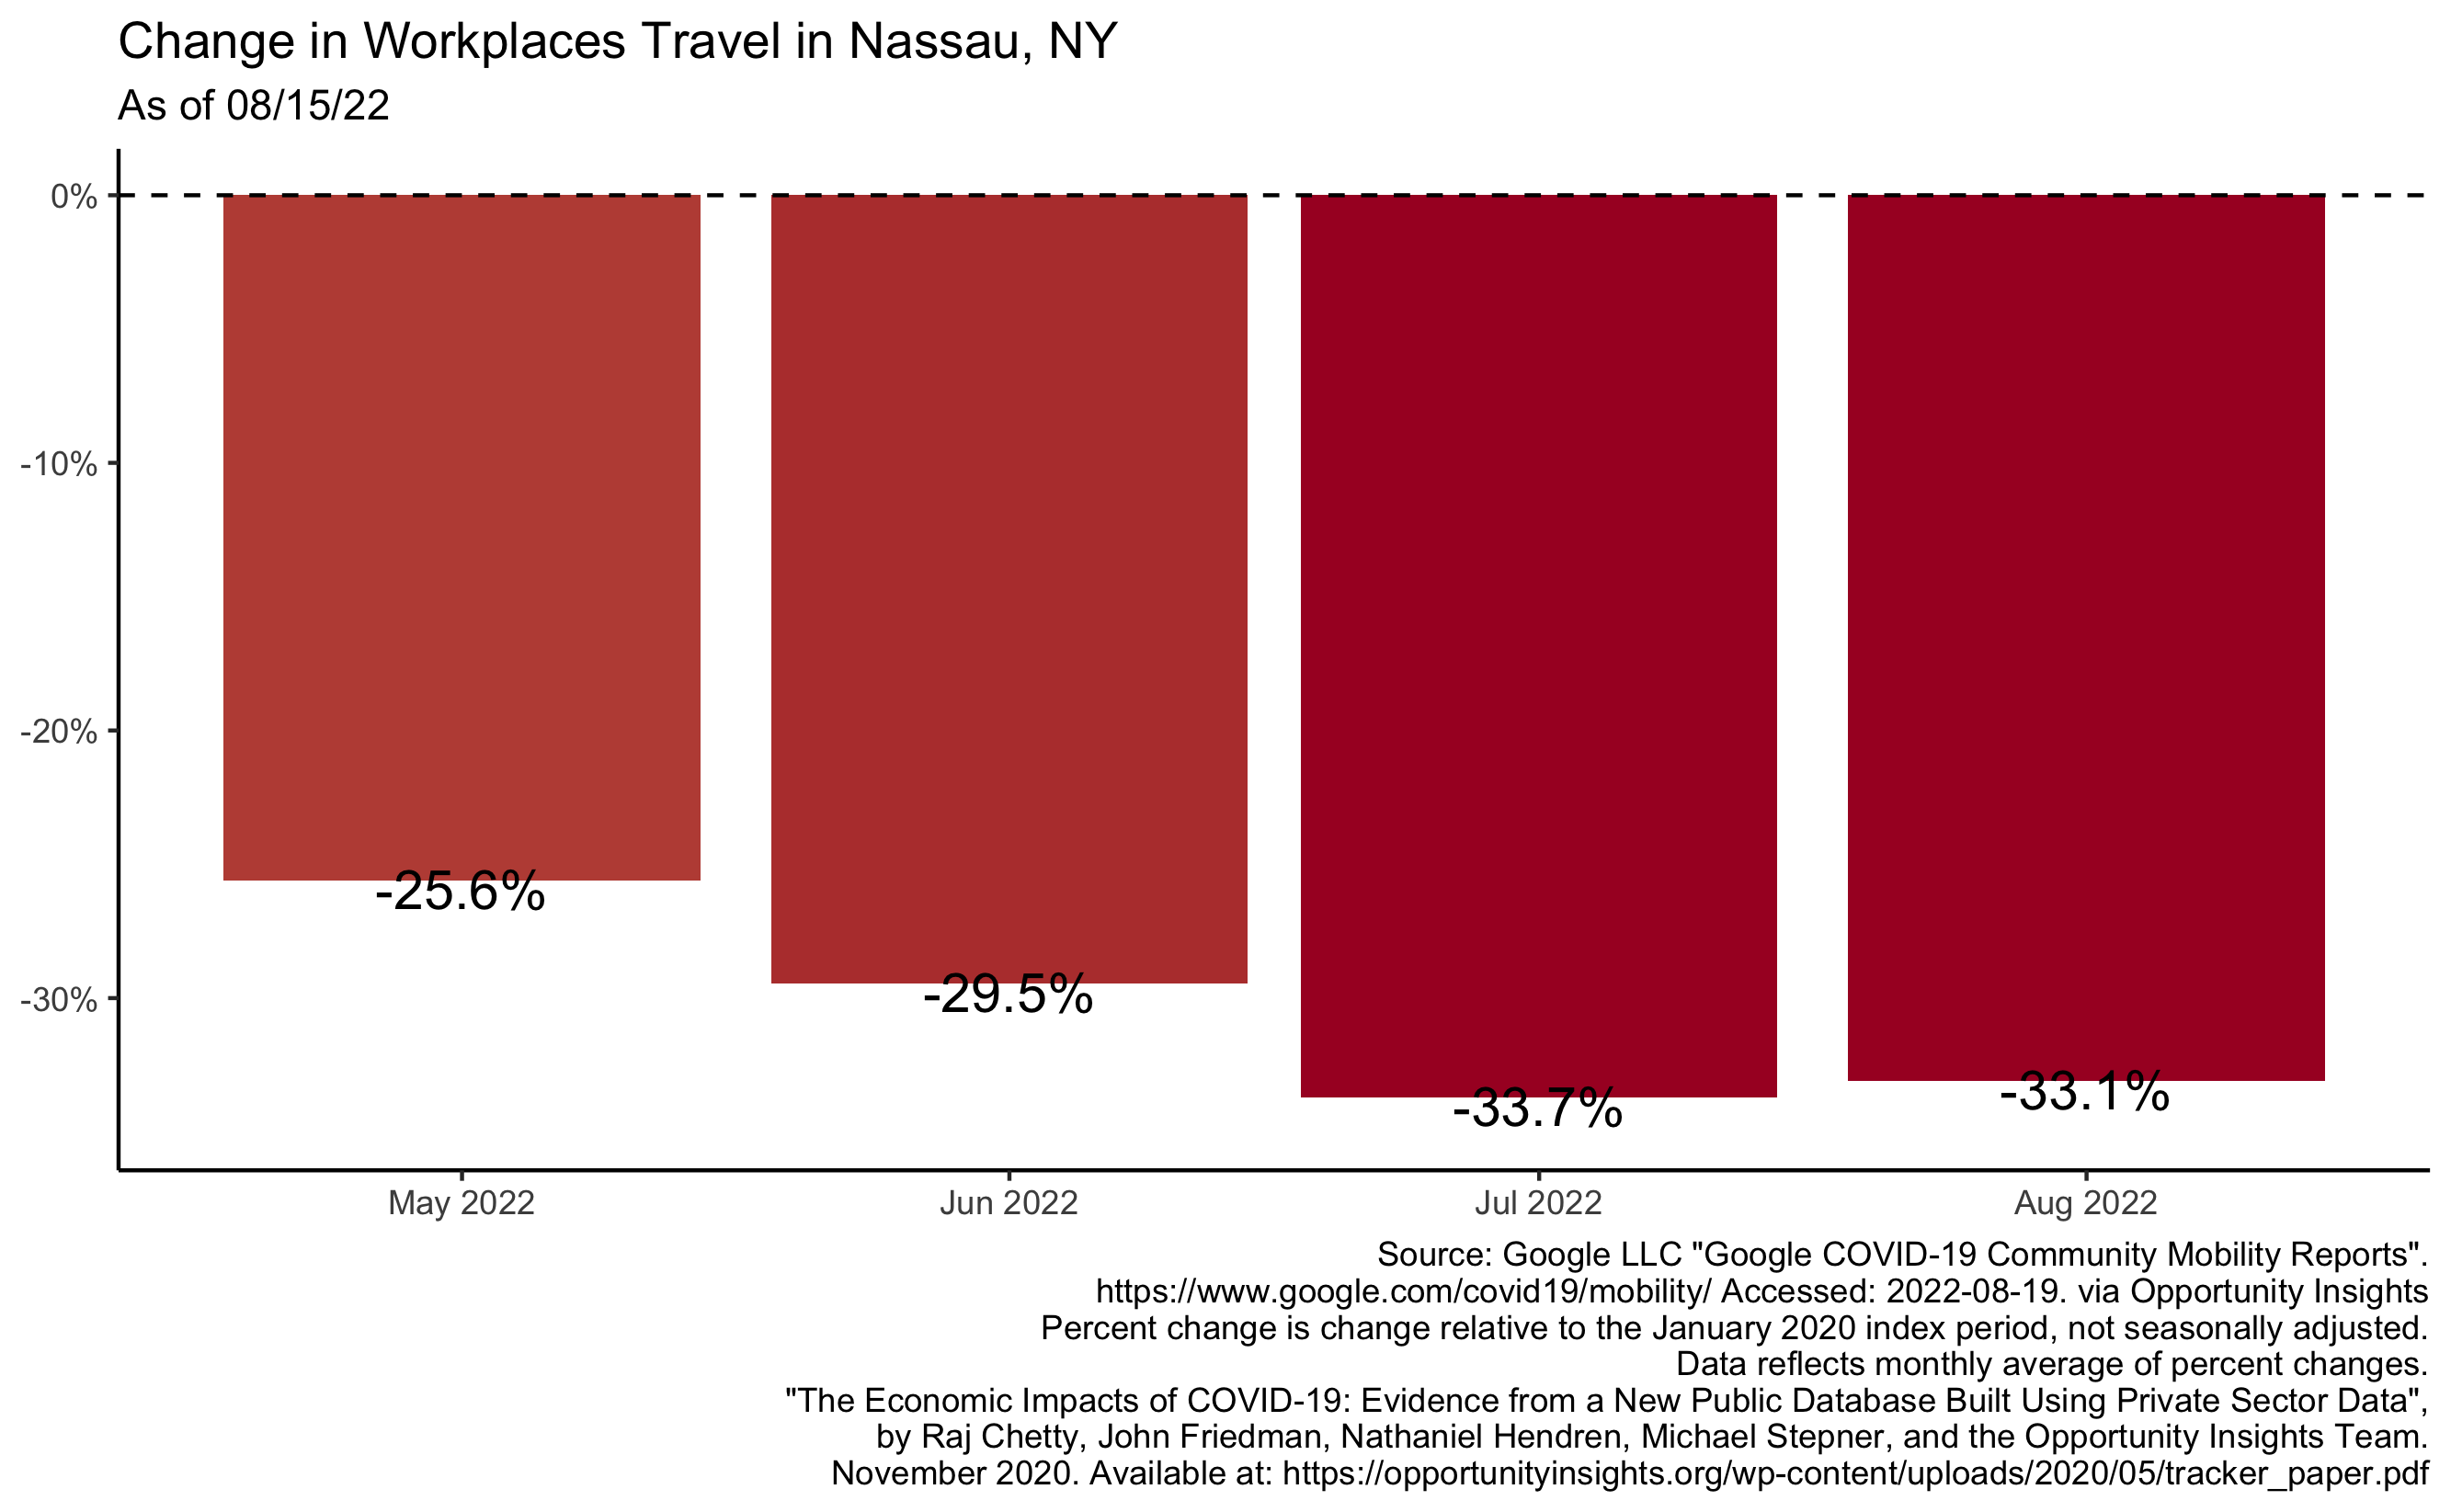 Change in Workplaces Travel in Nassau, NY
As of 08/15/22
0%
-10%
-20%
-30%
-25.6%
-29.5%
-33.7%
-33.1%
May 2022
Jun 2022
Jul 2022
Aug 2022
Source: Google LLC "Google COVID-19 Community Mobility Reports".
https://www.google.com/covid19/mobility/ Accessed: 2022-08-19. via Opportunity Insights
Percent change is change relative to the January 2020 index period, not seasonally adjusted.
Data reflects monthly average of percent changes.
"The Economic Impacts of COVID-19: Evidence from a New Public Database Built Using Private Sector Data",
by Raj Chetty, John Friedman, Nathaniel Hendren, Michael Stepner, and the Opportunity Insights Team.
November 2020. Available at: https://opportunityinsights.org/wp-content/uploads/2020/05/tracker_paper.pdf